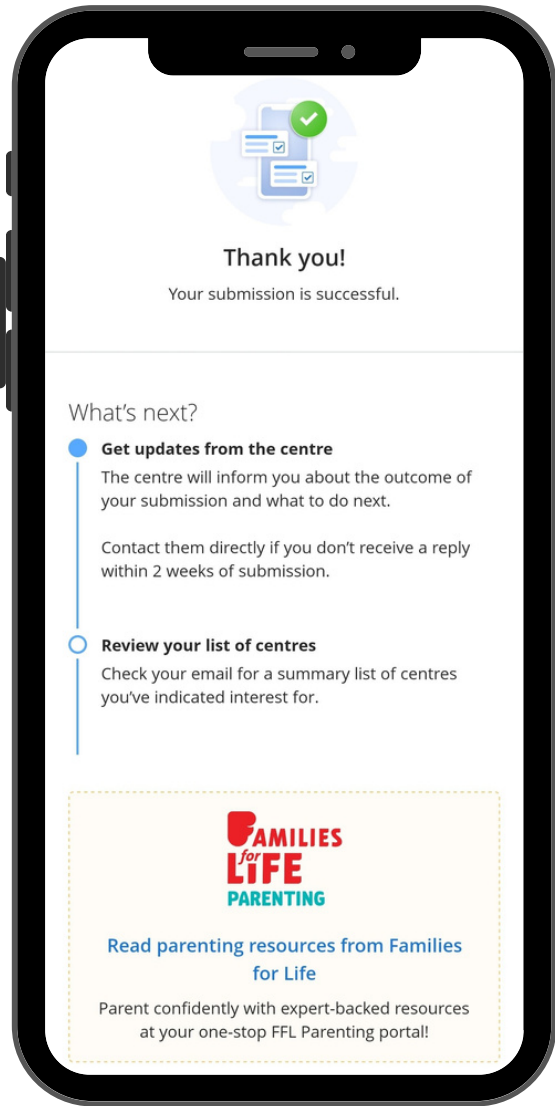 Thank you!
Your submission is successful.
What’s next?
Get updates from the centre
The centre will inform you about the outcome of
your submission and what to do next.
Contact them directly if you don’t receive a reply
within 2 weeks of submission.
Review your list of centres
Check your email for a summary list of centres
you’ve indicated interest for.
FAMILIES
for
LiFE
PARENTING
Read parenting resources from Families
for Life
Parent confidently with expert-backed resources
at your one-stop FFL Parenting portal!